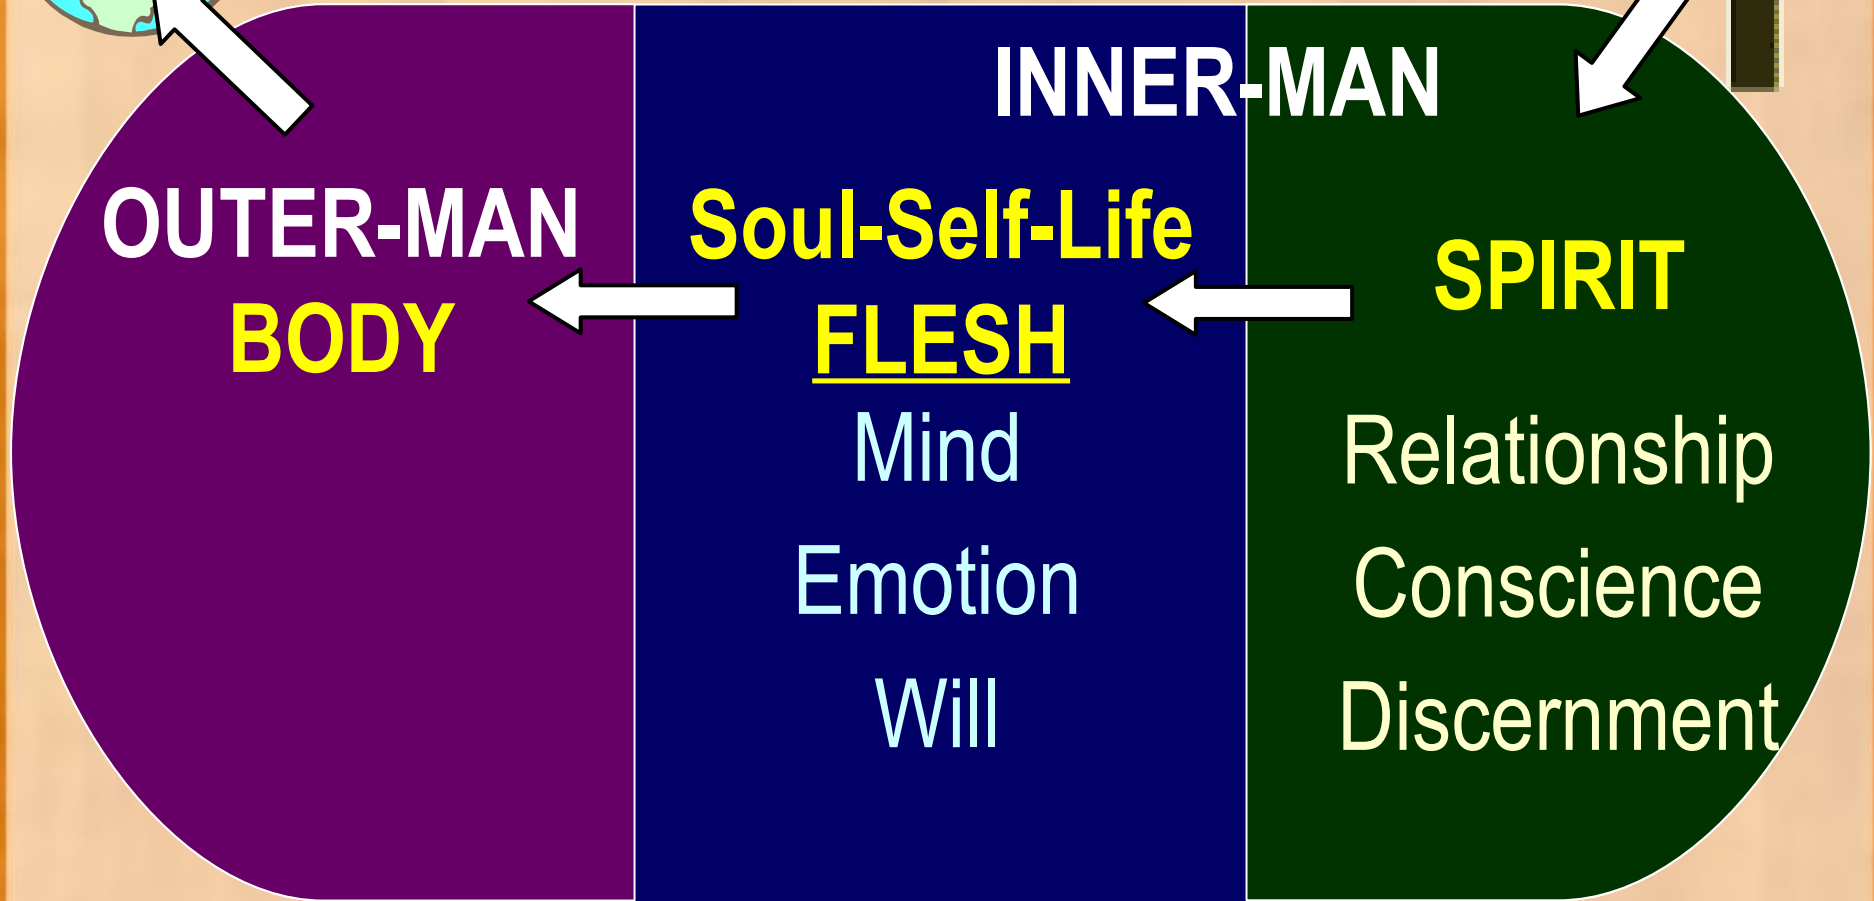 INNER-MAN
OUTER-MAN
BODY
Soul-Self-Life
FLESH
Mind
Emotion
Will
SPIRIT
Relationship
Conscience
Discernment